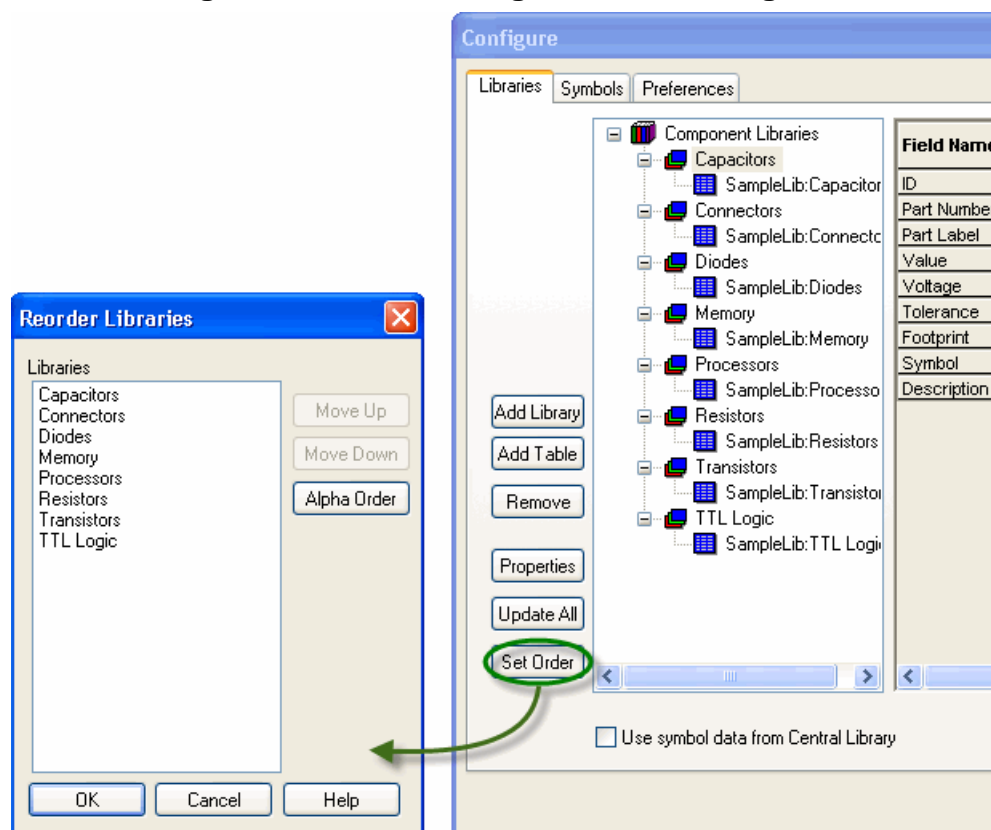 Configure
Libraries
Symbols
Preferences
Component Libraries
Capacitors
SampleLib:Capacitor
Connectors
SampleLib:Connectc
Diodes
SampleLib:Diodes
Memory
SampleLib:Memory
Processors
SampleLib:Processo
Resistors
SampleLib:Resistors
Transistors
SampleLib:Transistor
TTL Logic
SampleLib:TTL Logi
Field Name
ID
Part Numbe
Part Label
Value
Voltage
Tolerance
Footprint
Symbol
Description
Add Library
Add Table
Remove
Properties
Update All
Set Order
Use symbol data from Central Library
Reorder Libraries
Libraries
Capacitors
Connectors
Diodes
Memory
Processors
Resistors
Transistors
TTL Logic
Move Up
Move Down
Alpha Order
OK
Cancel
Help